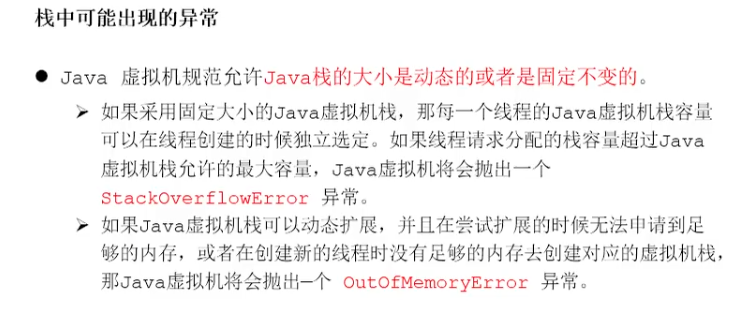 栈中可能出现的异常
● Java 虚拟机规范允许Java栈的大小是动态的或者是固定不变的。
➢ 如果采用固定大小的Java虚拟机栈，那每一个线程的Java虚拟机栈容量
可以在线程创建的时候独立选定。如果线程请求分配的栈容量超过Java
虚拟机栈允许的最大容量，Java虚拟机将会抛出一个
StackOverflowError 异常。
➢ 如果Java虚拟机栈可以动态扩展，并且在尝试扩展的时候无法申请到足
够的内存，或者在创建新的线程时没有足够的内存去创建对应的虚拟机栈，
那Java虚拟机将会抛出一个 OutOfMemoryError 异常。